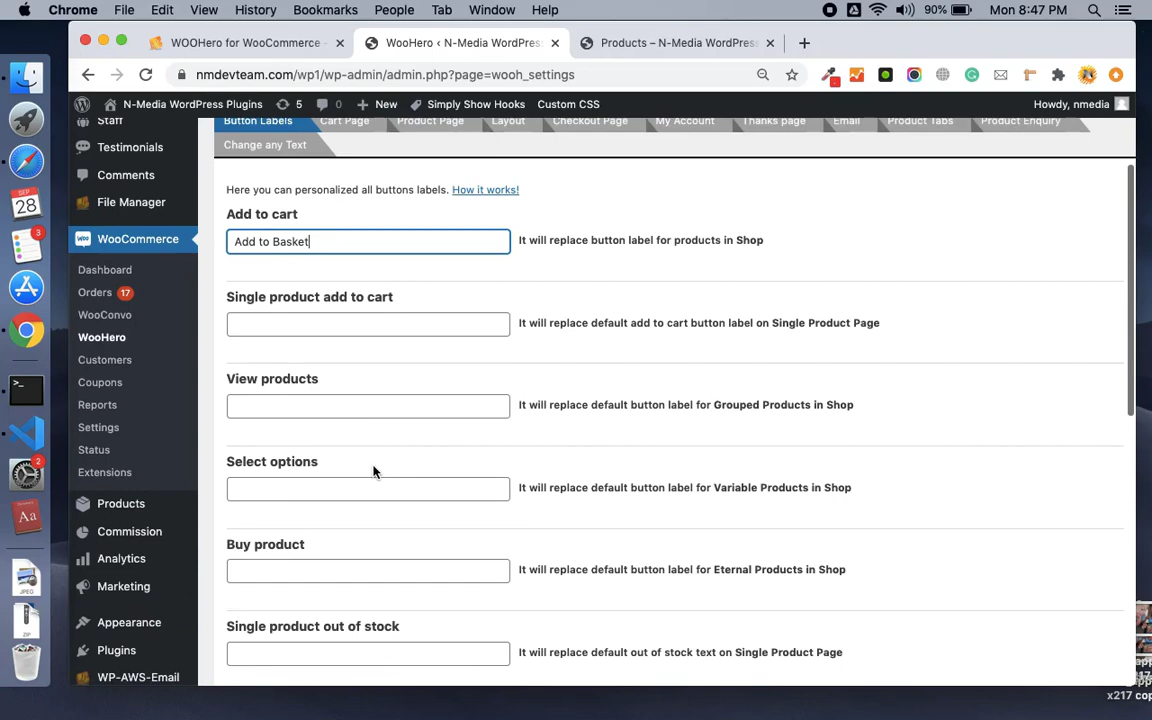 Chrome File Edit View History Bookmarks People Tab Window Help 90% Mon 8:47 PM
WOOHero for WooCommerce - WooHero ‹ N-Media WordPress Products – N-Media WordPress
nmdevteam.com/wp1/wp-admin/admin.php?page=wooh_settings
N-Media WordPress Plugins 5 New Simply Show Hooks Custom CSS Howdy, nmedia
Staff
Testimonials
Comments
File Manager
WooCommerce
Dashboard
Orders 17
WooConvo
WooHero
Customers
Coupons
Reports
Settings
Status
Extensions
Products
Commission
Analytics
Marketing
Appearance
Plugins
WP-AWS-Email
Button Labels Cart Page Product Page Layout Checkout Page My Account Thanks page Email Product Tabs Product Enquiry
Change any Text
Here you can personalized all buttons labels. How it works!
Add to cart
Add to Basket It will replace button label for products in Shop
Single product add to cart
It will replace default add to cart button label on Single Product Page
View products
It will replace default button label for Grouped Products in Shop
Select options
It will replace default button label for Variable Products in Shop
Buy product
It will replace default button label for Eternal Products in Shop
Single product out of stock
It will replace default out of stock text on Single Product Page
SEP
28
3
2
Aa
JPEG
ZIP
x217 cop